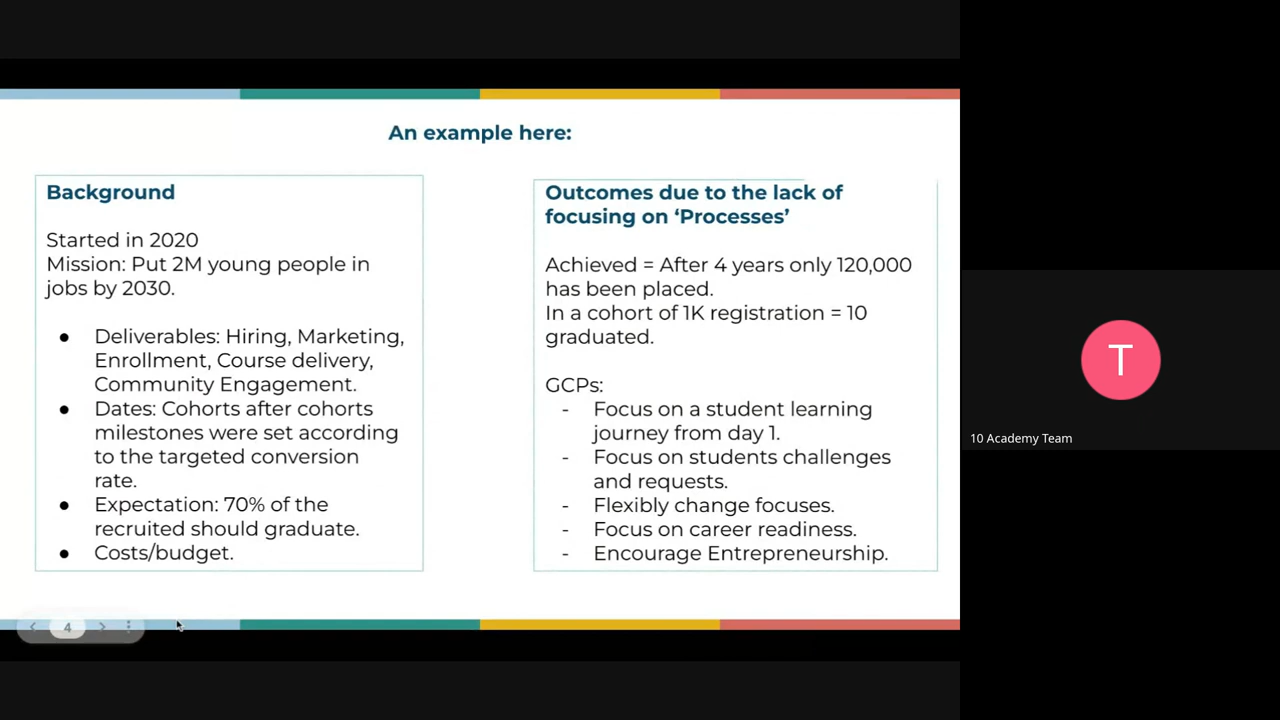 An example here:
Background
Started in 2020
Mission: Put 2M young people in
jobs by 2030.
● Deliverables: Hiring, Marketing,
Enrollment, Course delivery,
Community Engagement.
● Dates: Cohorts after cohorts
milestones were set according
to the targeted conversion
rate.
● Expectation: 70% of the
recruited should graduate.
● Costs/budget.
Outcomes due to the lack of
focusing on ‘Processes’
Achieved = After 4 years only 120,000
has been placed.
In a cohort of 1K registration = 10
graduated.
GCPs:
- Focus on a student learning
journey from day 1.
- Focus on students challenges
and requests.
- Flexibly change focuses.
- Focus on career readiness.
- Encourage Entrepreneurship.
4
T
10 Academy Team